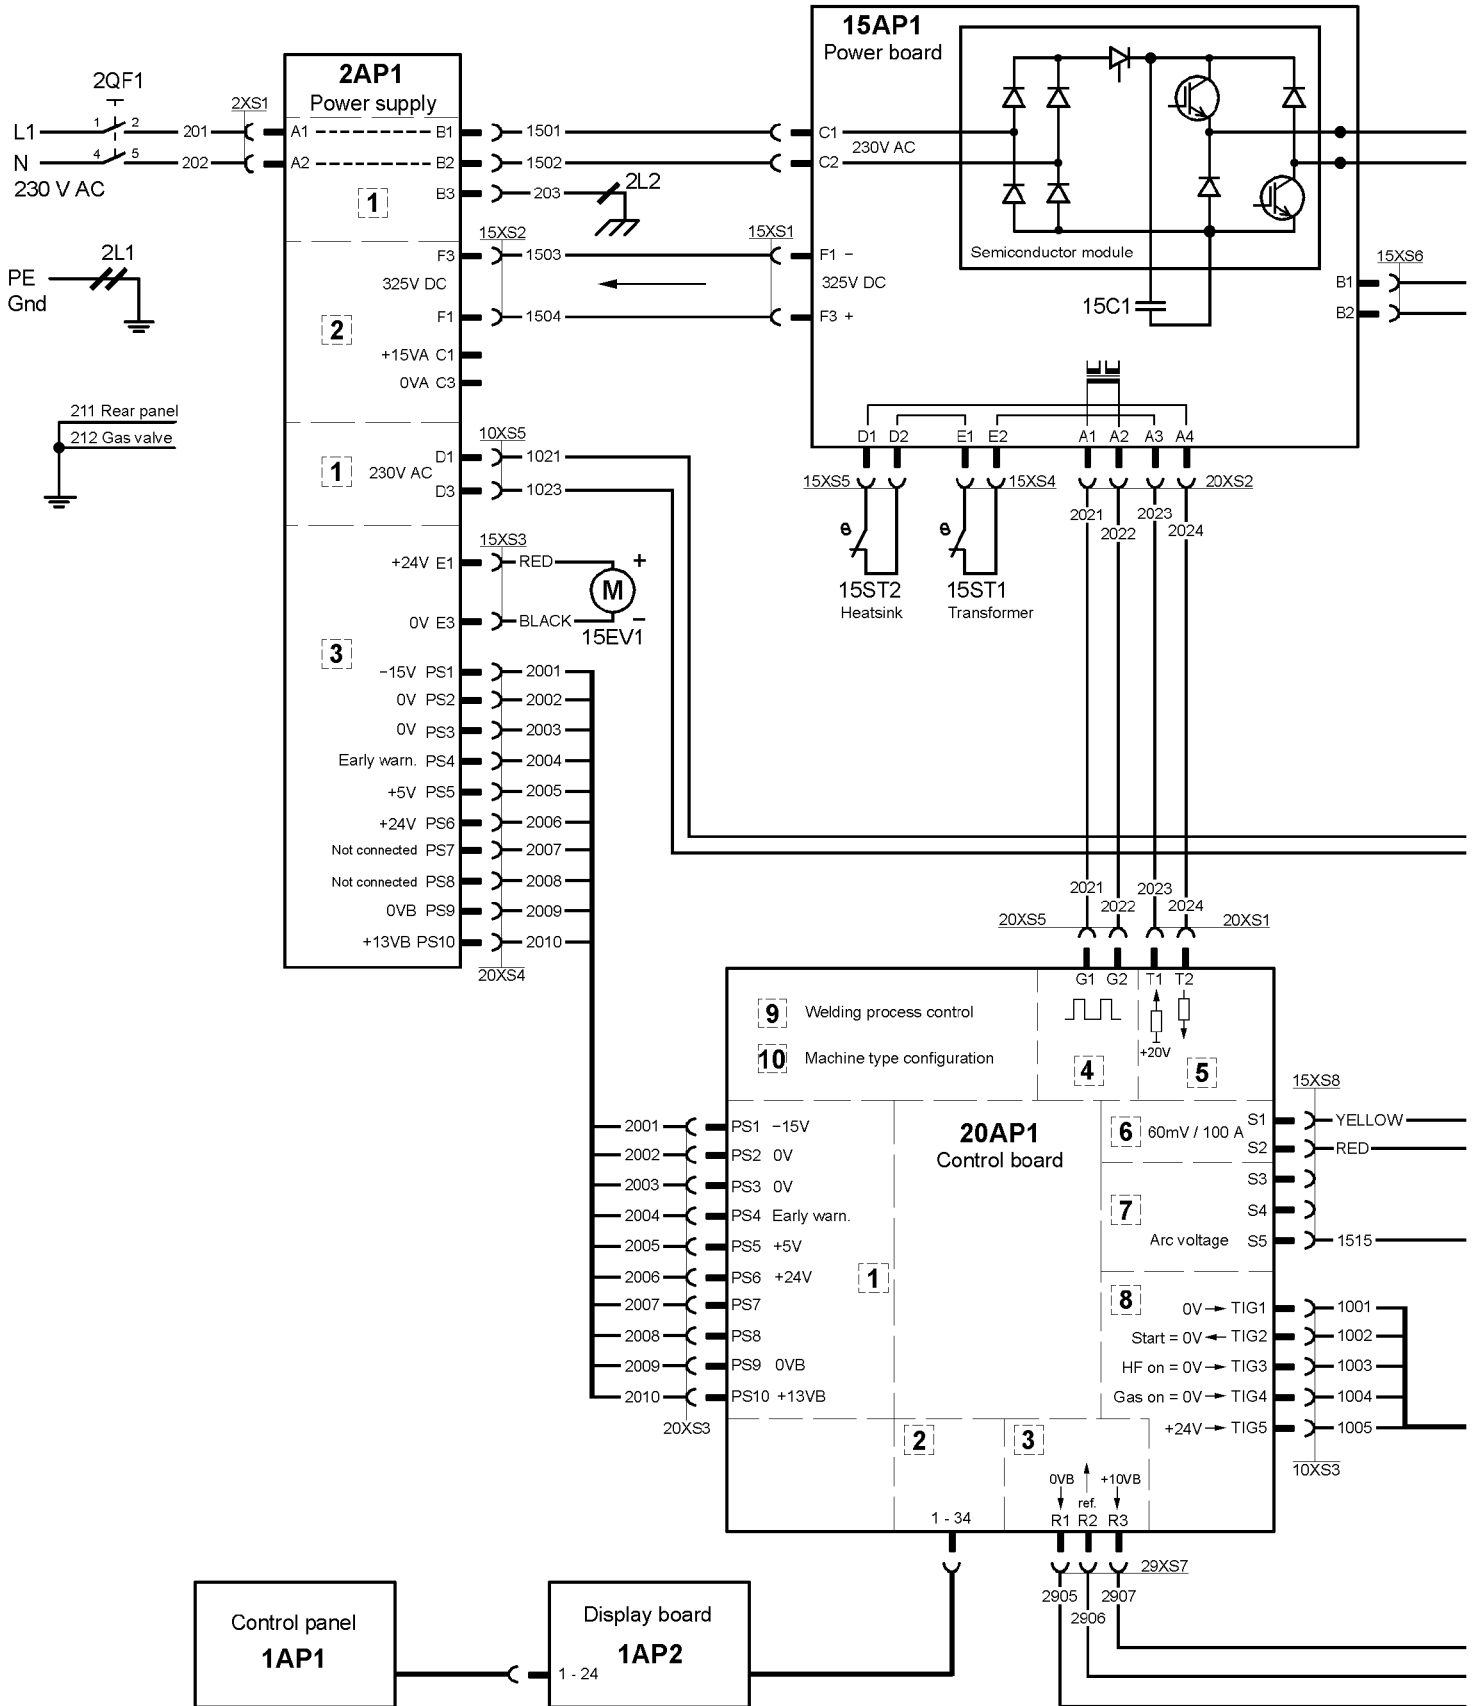 15AP1
Power board
2QF1
2AP1
Power supply
2XS1
L1
1
2
201
A1
B1
1501
C1
230V AC
N
4
5
202
A2
B2
1502
C2
230 V AC
1
B3
203
2L2
Semiconductor module
15XS2
15XS1
15XS6
PE
Gnd
2L1
F3
1503
F1 −
325V DC
325V DC
B1
2
F1
1504
F3 +
15C1
B2
+15VA C1
0VA C3
211 Rear panel
212 Gas valve
10XS5
1
230V AC
D1
1021
D3
1023
D1
D2
E1
E2
A1
A2
A3
A4
15XS5
15XS4
20XS2
2021
2022
2023
2024
θ
θ
15ST2
Heatsink
15ST1
Transformer
15XS3
+24V E1
RED
+
M
0V E3
BLACK
−
15EV1
3
−15V PS1
2001
0V PS2
2002
0V PS3
2003
Early warn. PS4
2004
+5V PS5
2005
+24V PS6
2006
Not connected PS7
2007
Not connected PS8
2008
0VB PS9
2009
+13VB PS10
2010
20XS4
2021
2022
2023
2024
20XS5
20XS1
G1
G2
T1
T2
9
Welding process control
10
Machine type configuration
+20V
4
5
15XS8
20AP1
Control board
6
60mV / 100 A
S1
YELLOW
S2
RED
S3
7
S4
Arc voltage
S5
1515
8
2001
PS1 −15V
2002
PS2 0V
2003
PS3 0V
2004
PS4 Early warn.
2005
PS5 +5V
2006
PS6 +24V
1
2007
PS7
2008
PS8
2009
PS9 0VB
2010
PS10 +13VB
20XS3
0V → TIG1
1001
Start = 0V ← TIG2
1002
HF on = 0V → TIG3
1003
Gas on = 0V → TIG4
1004
+24V → TIG5
1005
10XS3
2
3
0VB
+10VB
ref.
1 - 34
R1
R2
R3
29XS7
2905
2906
2907
Control panel
1AP1
Display board
1AP2
1 - 24